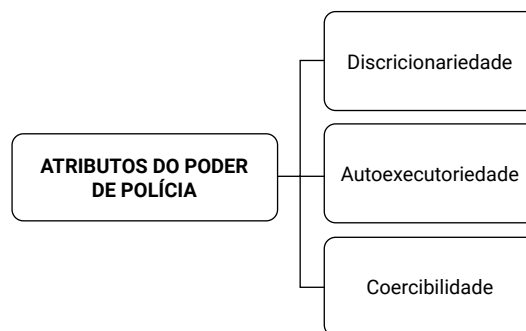 ATRIBUTOS DO PODER
DE POLÍCIA
Discricionariedade
Autoexecutoriedade
Coercibilidade